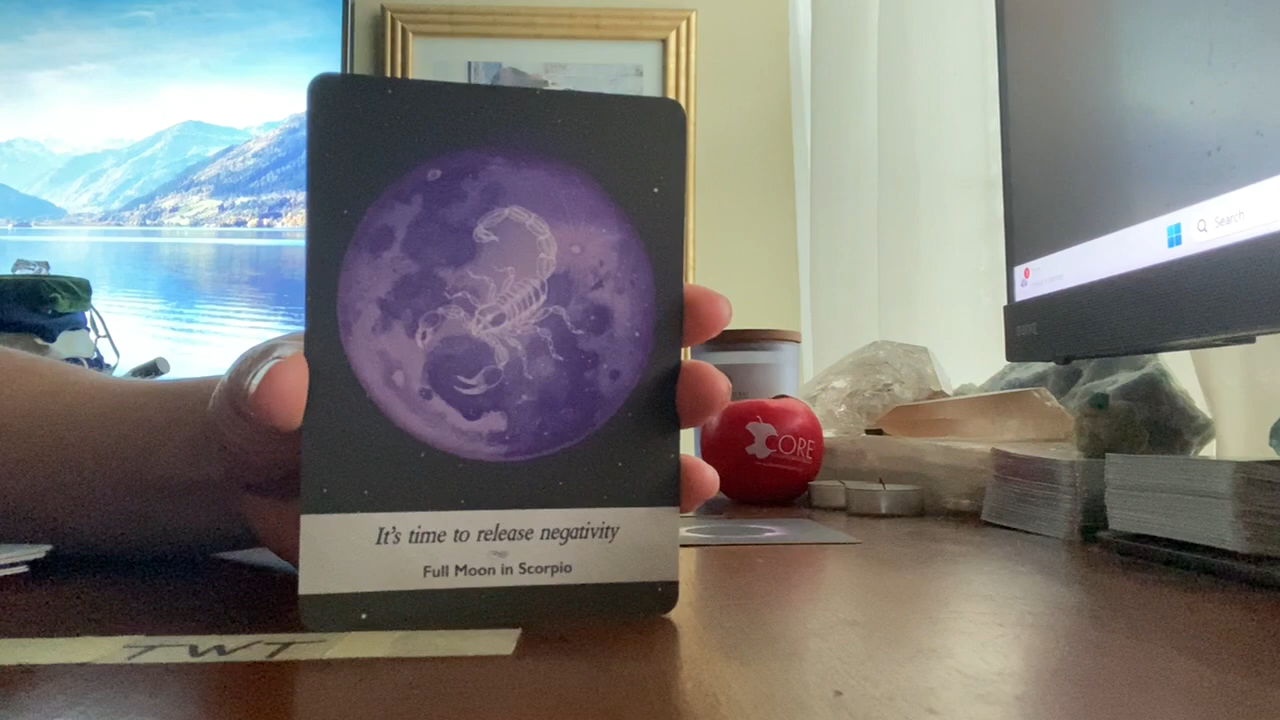 It's time to release negativity
Full Moon in Scorpio
CORE
Search
TWT